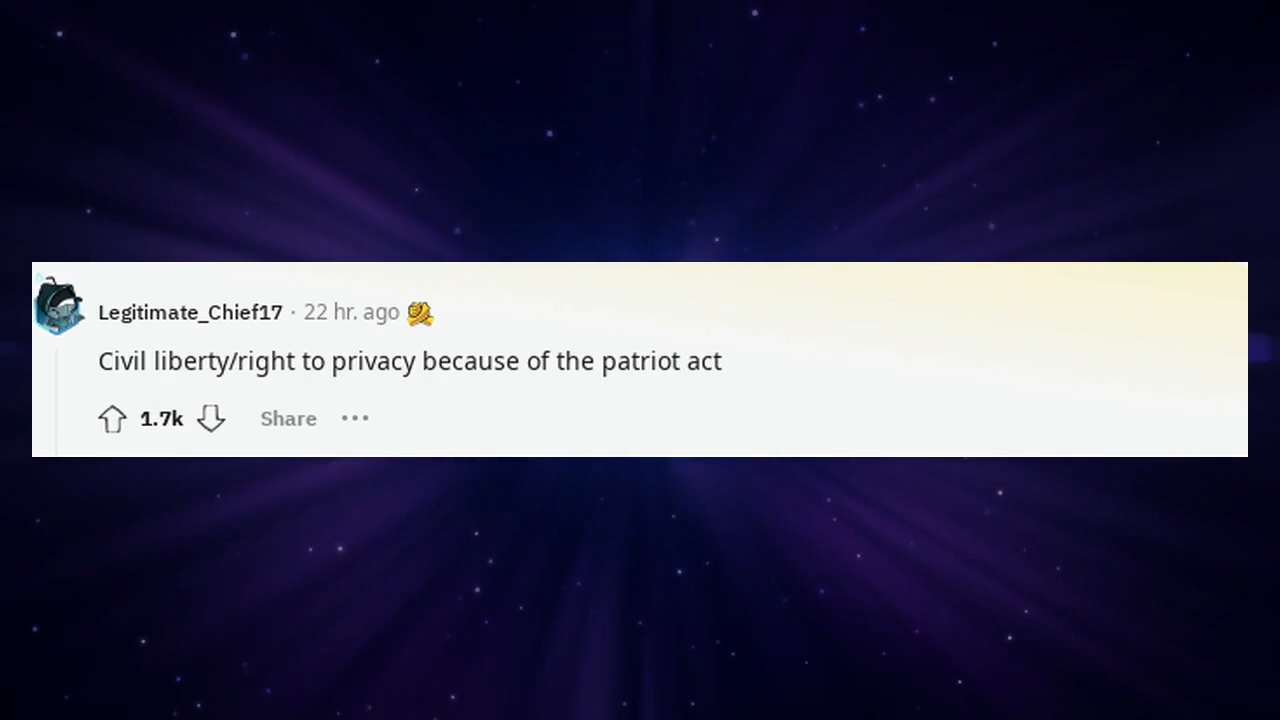 Legitimate_Chief17 · 22 hr. ago
Civil liberty/right to privacy because of the patriot act
1.7k Share •••